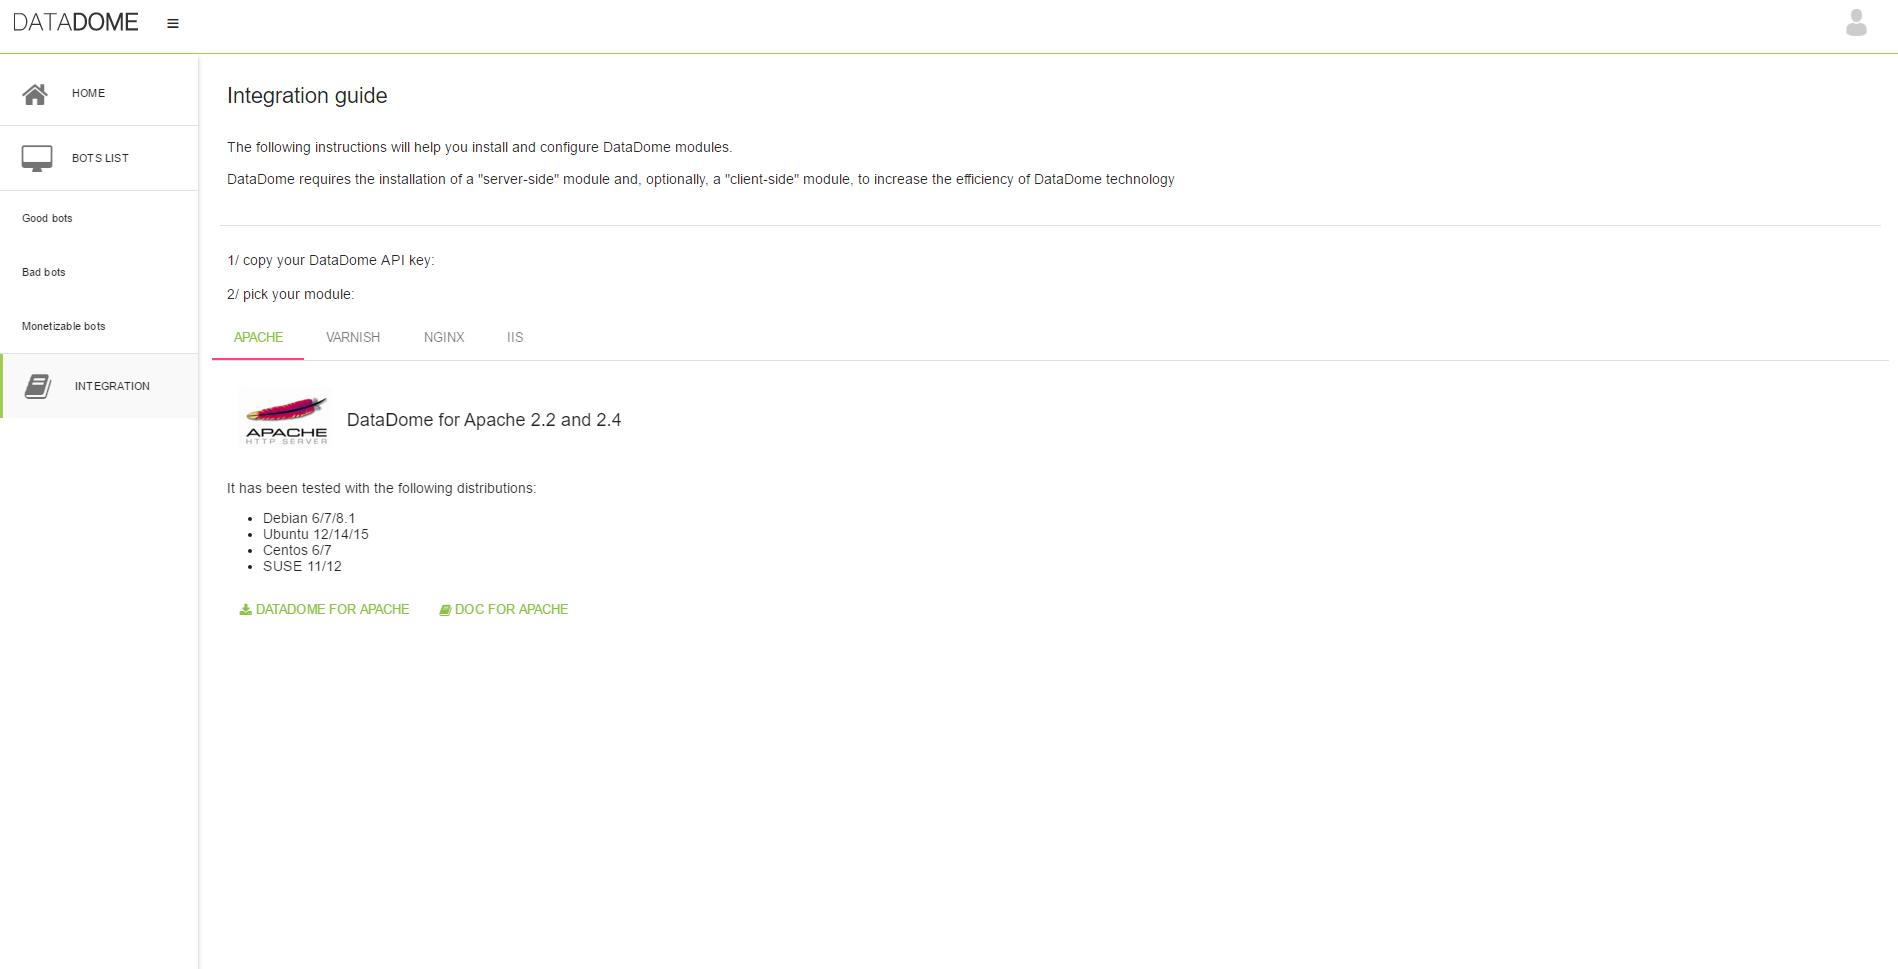 DATADOME
HOME
BOTS LIST
Good bots
Bad bots
Monetizable bots
INTEGRATION
Integration guide
The following instructions will help you install and configure DataDome modules.
DataDome requires the installation of a "server-side" module and, optionally, a "client-side" module, to increase the efficiency of DataDome technology
1/ copy your DataDome API key:
2/ pick your module:
APACHE VARNISH NGINX IIS
APACHE
HTTP SERVER
DataDome for Apache 2.2 and 2.4
It has been tested with the following distributions:
Debian 6/7/8.1
Ubuntu 12/14/15
Centos 6/7
SUSE 11/12
DATADOME FOR APACHE DOC FOR APACHE